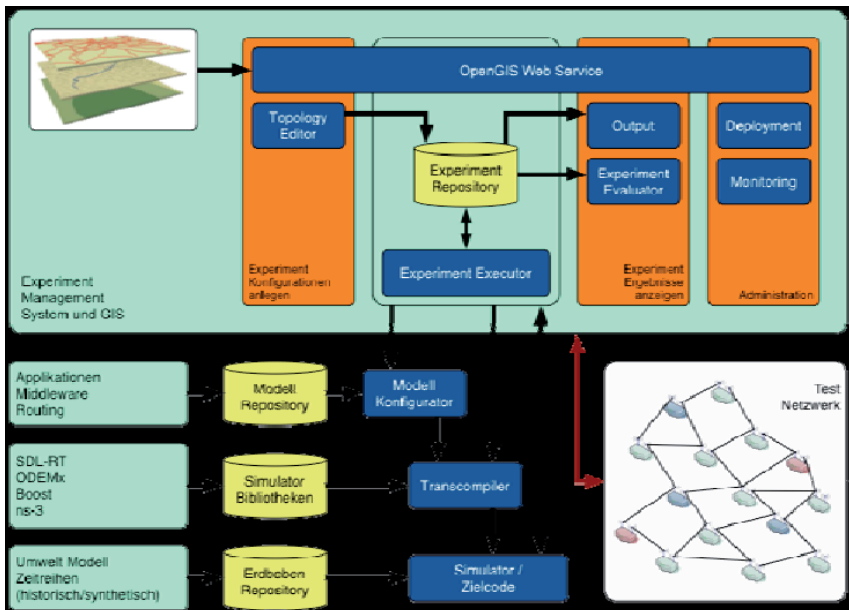 OpenGIS Web Service
Topology
Editor
Output
Deployment
Experiment
Repository
Experiment
Evaluator
Monitoring
Experiment
Konfigurationen
anlegen
Experiment Executor
Experiment
Ergebnisse
anzeigen
Administration
Experiment
Management
System und GIS
Applikationen
Middleware
Routing
Modell
Repository
Modell
Konfigurator
Test
Netzwerk
SDL-RT
ODEMx
Boost
ns-3
Simulator
Bibliotheken
Transcompiler
Umwelt Modell
Zeitreihen
(historisch/synthetisch)
Erdbeben
Repository
Simulator /
Zielcode